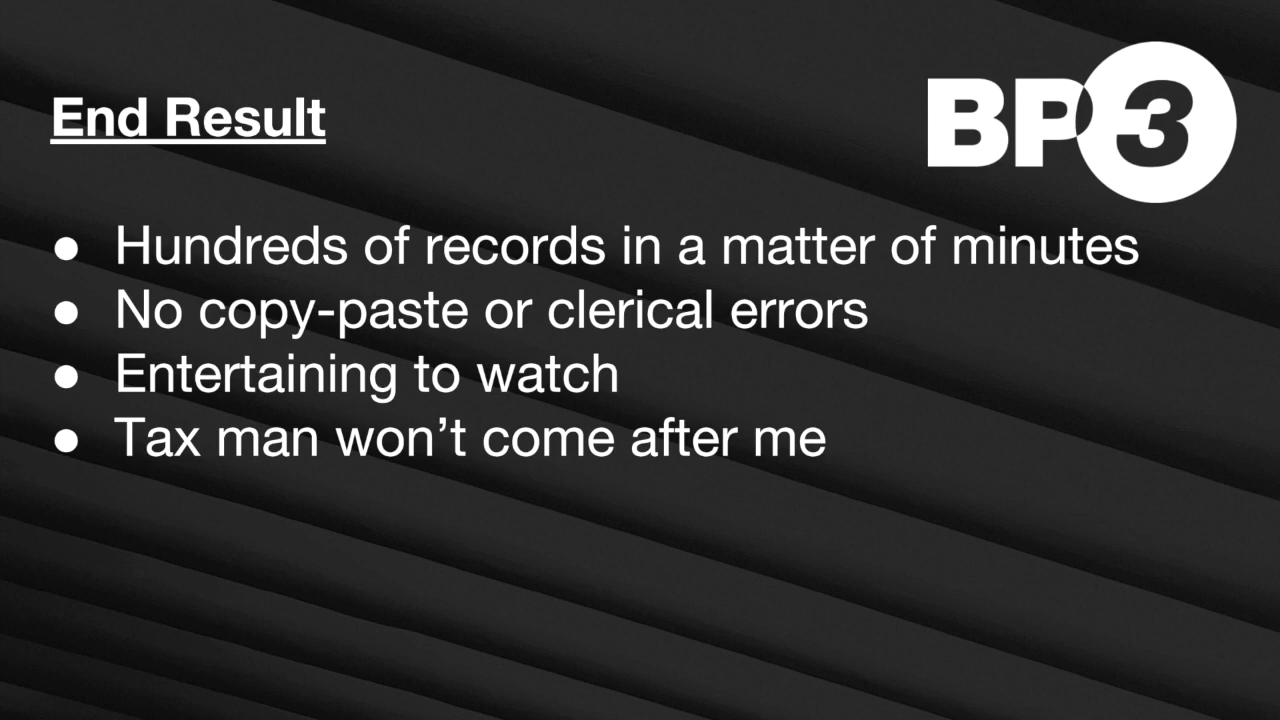 End Result
BP3
● Hundreds of records in a matter of minutes
● No copy-paste or clerical errors
● Entertaining to watch
● Tax man won’t come after me